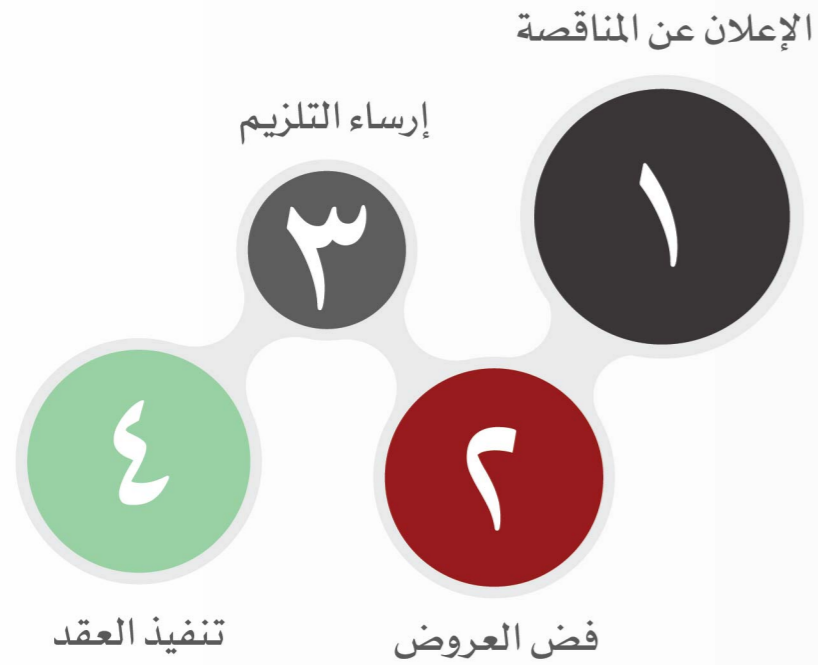 الإعلان عن المناقصة
١
٢
فض العروض
إرساء التلزيم
٣
٤
تنفيذ العقد